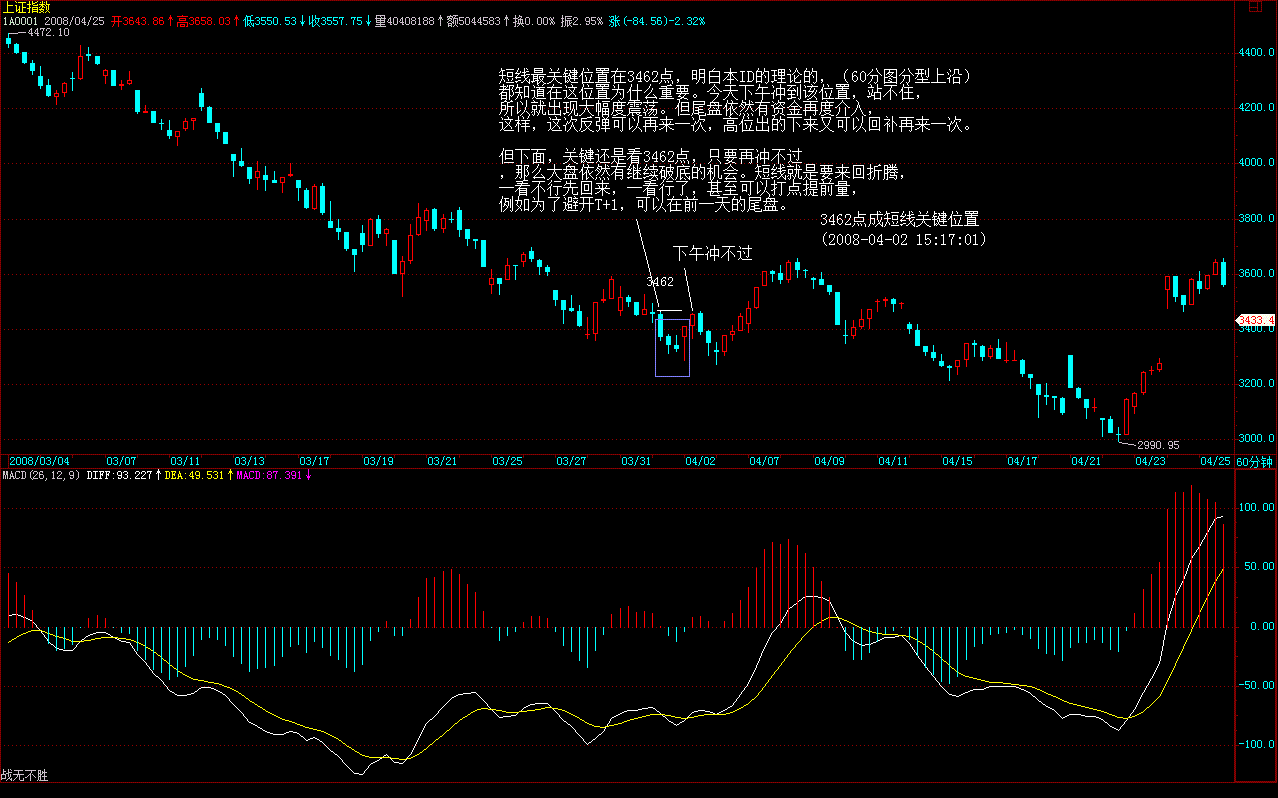 上证指数
1A0001 2008/04/25 开3643.86↑高3658.03↑低3550.53↓收3557.75↓量40408188↑额5044583↑换0.00% 振2.95% 涨(-84.56)-2.32%
4472.10
4400.0
短线最关键位置在3462点，明白本ID的理论的，（60分图分型上沿）
都知道在这位置为什么重要。今天下午冲到该位置，站不住，
所以就出现大幅度震荡。但尾盘依然有资金再度介入，
这样，这次反弹可以再来一次，高位出的下来又可以回补再来一次。
4200.0
但下面，关键还是看3462点，只要再冲不过
，那么大盘依然有继续破底的机会。短线就是要来回折腾，
一看不行先回来，一看行了，甚至可以打点提前量，
例如为了避开T+1，可以在前一天的尾盘。
4000.0
3800.0
3462点成短线关键位置
(2008-04-02 15:17:01)
下午冲不过
3462
3600.0
3433.4
3400.0
3200.0
3000.0
2990.95
2008/03/04 03/07 03/11 03/13 03/17 03/19 03/21 03/25 03/27 03/31 04/02 04/07 04/09 04/11 04/15 04/17 04/21 04/23 04/25 60分钟
MACD(26,12,9) DIFF:93.227↑DEA:49.531↑MACD:87.391↓
100.00
50.00
0.00
-50.00
-100.0
战无不胜